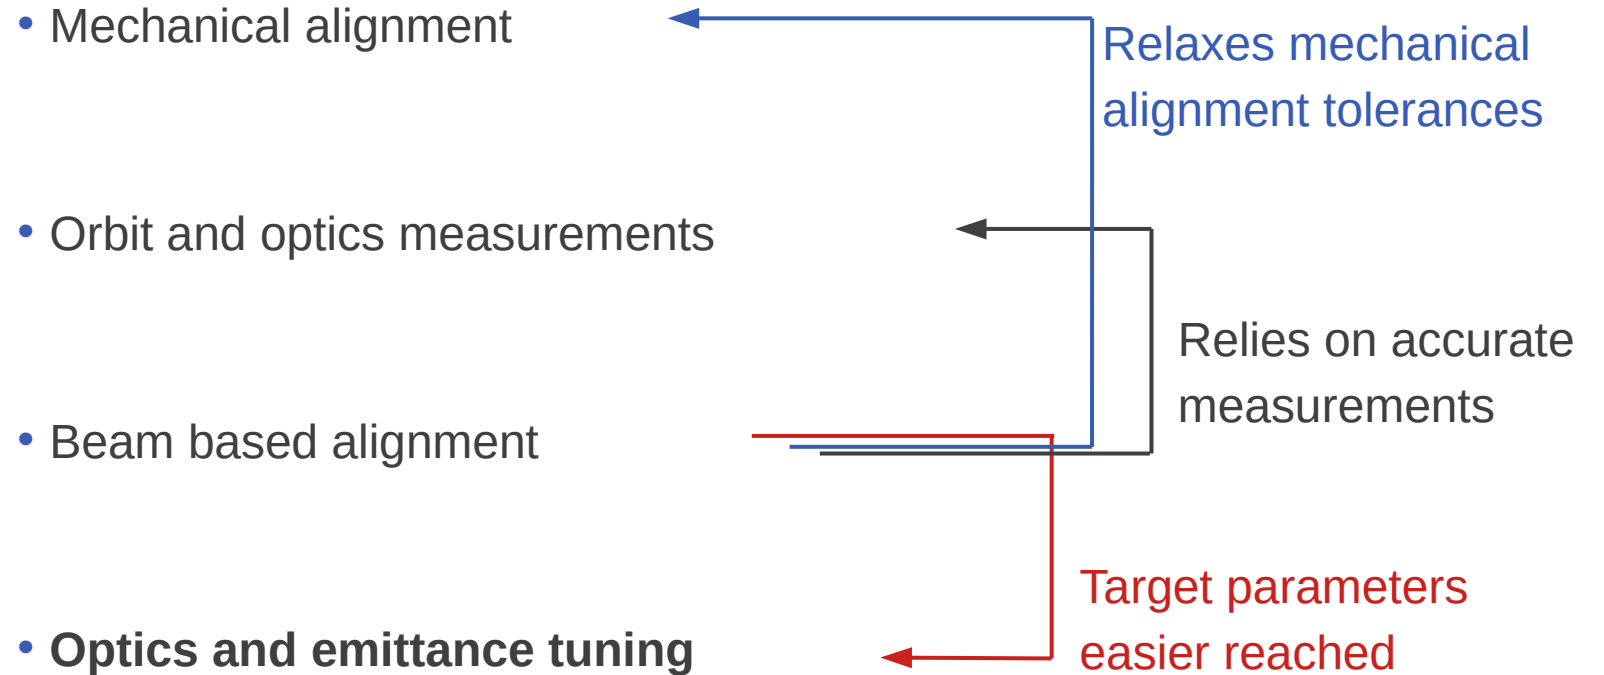 • Mechanical alignment
Relaxes mechanical
alignment tolerances
• Orbit and optics measurements
Relies on accurate
measurements
• Beam based alignment
Target parameters
easier reached
• Optics and emittance tuning